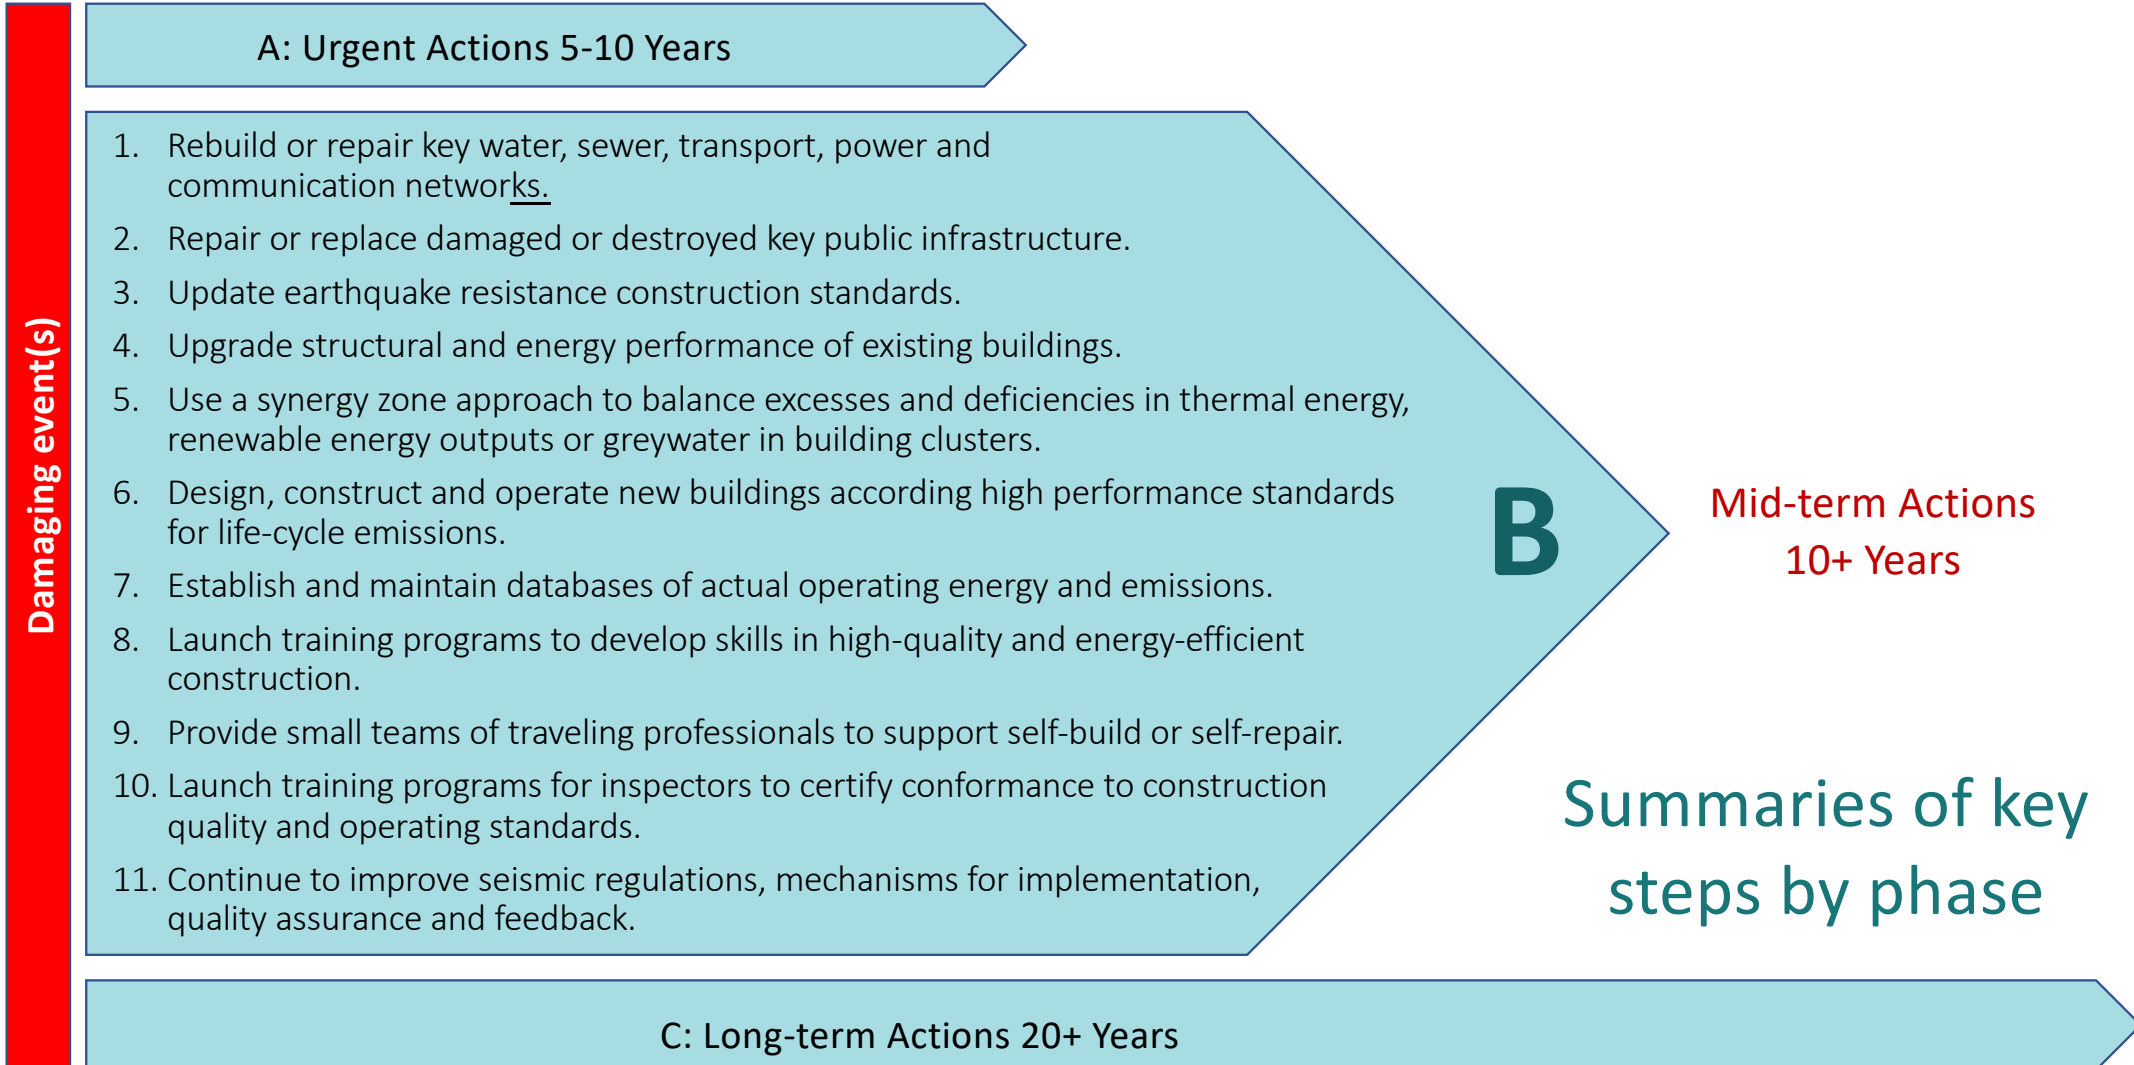 Damaging event(s)
A: Urgent Actions 5-10 Years
1. Rebuild or repair key water, sewer, transport, power and
communication networks.
2. Repair or replace damaged or destroyed key public infrastructure.
3. Update earthquake resistance construction standards.
4. Upgrade structural and energy performance of existing buildings.
5. Use a synergy zone approach to balance excesses and deficiencies in thermal energy,
renewable energy outputs or greywater in building clusters.
6. Design, construct and operate new buildings according high performance standards
for life-cycle emissions.
7. Establish and maintain databases of actual operating energy and emissions.
8. Launch training programs to develop skills in high-quality and energy-efficient
construction.
9. Provide small teams of traveling professionals to support self-build or self-repair.
10. Launch training programs for inspectors to certify conformance to construction
quality and operating standards.
11. Continue to improve seismic regulations, mechanisms for implementation,
quality assurance and feedback.
B
Mid-term Actions
10+ Years
Summaries of key
steps by phase
C: Long-term Actions 20+ Years